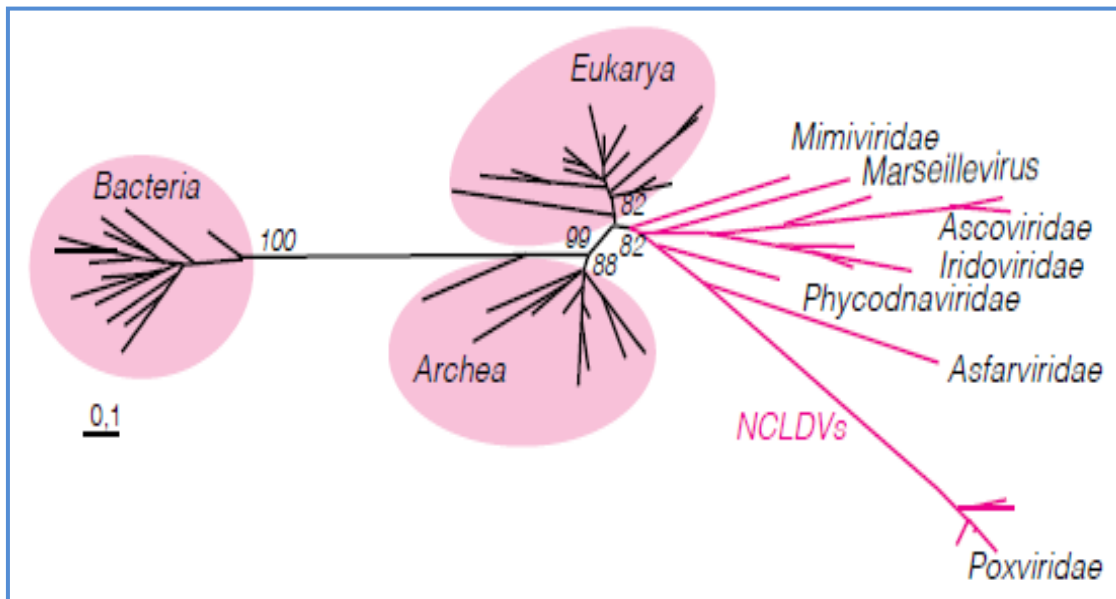 Eukarya
Mimiviridae
Marseillevirus
Bacteria
82
Ascoviridae
100
99
82
Iridoviridae
88
Phycodnaviridae
Archea
Asfarviridae
0,1
NCLDVs
Poxviridae